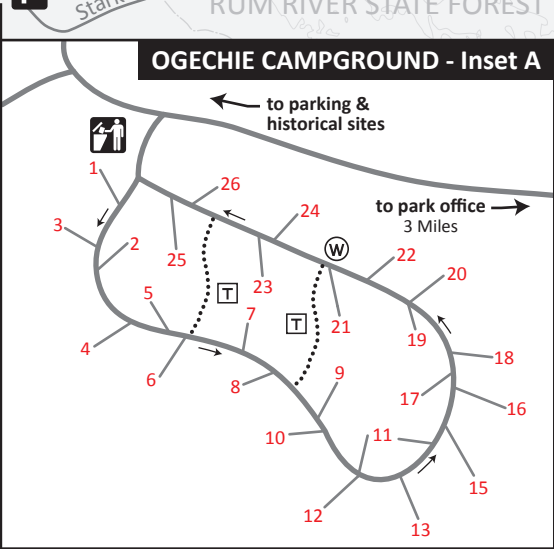 RUM RIVER STATE FOREST
OGECHIE CAMPGROUND - Inset A
to parking &
historical sites
1
26
24
to park office
3 Miles
3
2
25
23
W
22
20
T
T
21
19
5
7
4
6
8
9
18
17
16
10
11
15
12
13